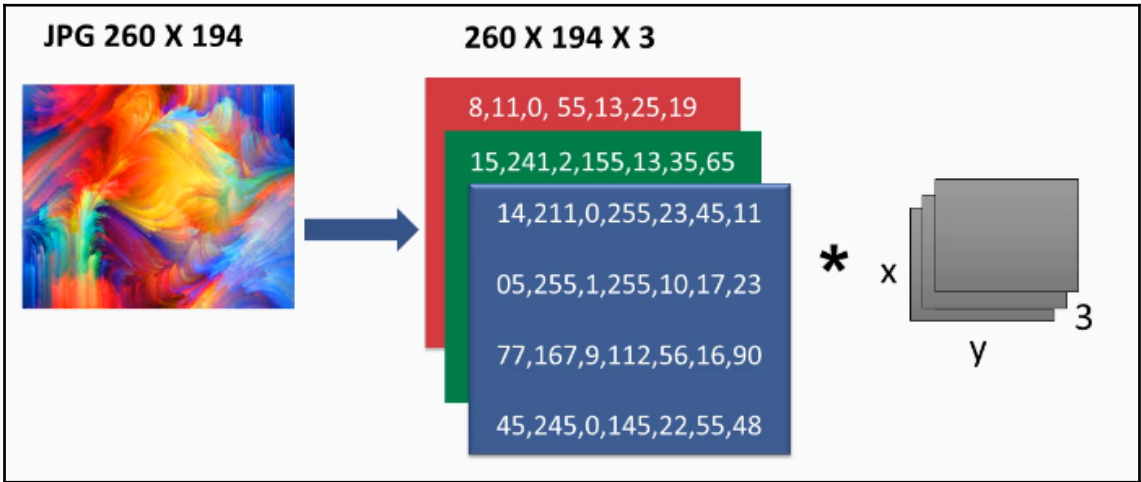 JPG 260 X 194
260 X 194 X 3
8,11,0, 55,13,25,19
15,241,2,155,13,35,65
14,211,0,255,23,45,11
05,255,1,255,10,17,23
77,167,9,112,56,16,90
45,245,0,145,22,55,48
*
x
3
y